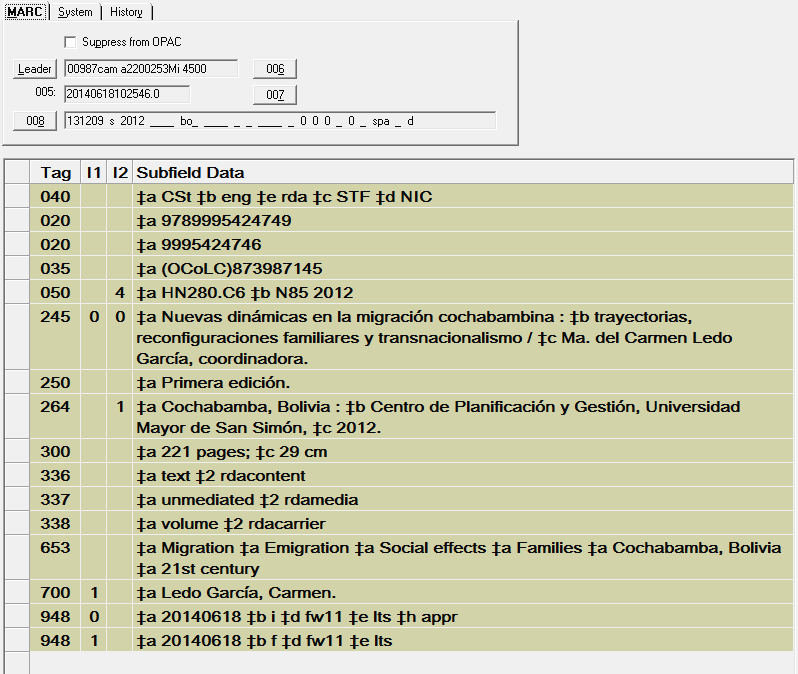 MARC System History
Suppress from OPAC
Leader 00987cam a2200253Mi 4500 006
005: 20140618102546.0 007
008 131209 s 2012 ____ bo_ ____ _ _ ____ _ 0 0 0 _ 0 _ spa _ d
Tag I1 I2 Subfield Data
040 ‡a CSt ‡b eng ‡e rda ‡c STF ‡d NIC
020 ‡a 9789995424749
020 ‡a 9995424746
035 ‡a (OCoLC)873987145
050 4 ‡a HN280.C6 ‡b N85 2012
245 0 0 ‡a Nuevas dinámicas en la migración cochabambina : ‡b trayectorias,
reconfiguraciones familiares y transnacionalismo / ‡c Ma. del Carmen Ledo
García, coordinadora.
250 ‡a Primera edición.
264 1 ‡a Cochabamba, Bolivia : ‡b Centro de Planificación y Gestión, Universidad
Mayor de San Simón, ‡c 2012.
300 ‡a 221 pages; ‡c 29 cm
336 ‡a text ‡2 rdacontent
337 ‡a unmediated ‡2 rdamedia
338 ‡a volume ‡2 rdacarrier
653 ‡a Migration ‡a Emigration ‡a Social effects ‡a Families ‡a Cochabamba, Bolivia
‡a 21st century
700 1 ‡a Ledo García, Carmen.
948 0 ‡a 20140618 ‡b i ‡d fw11 ‡e lts ‡h appr
948 1 ‡a 20140618 ‡b f ‡d fw11 ‡e lts